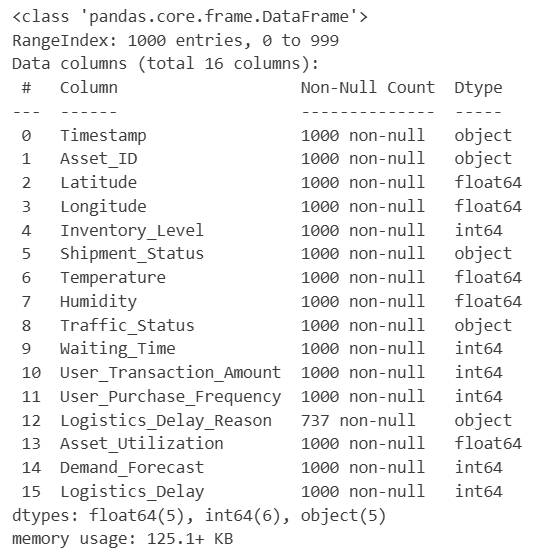 <class 'pandas.core.frame.DataFrame'>
RangeIndex: 1000 entries, 0 to 999
Data columns (total 16 columns):
 #   Column                     Non-Null Count  Dtype
---  ------                     --------------  -----
 0   Timestamp                  1000 non-null   object
 1   Asset_ID                   1000 non-null   object
 2   Latitude                   1000 non-null   float64
 3   Longitude                  1000 non-null   float64
 4   Inventory_Level            1000 non-null   int64
 5   Shipment_Status            1000 non-null   object
 6   Temperature                1000 non-null   float64
 7   Humidity                   1000 non-null   float64
 8   Traffic_Status             1000 non-null   object
 9   Waiting_Time               1000 non-null   int64
 10  User_Transaction_Amount    1000 non-null   int64
 11  User_Purchase_Frequency    1000 non-null   int64
 12  Logistics_Delay_Reason     737 non-null    object
 13  Asset_Utilization          1000 non-null   float64
 14  Demand_Forecast            1000 non-null   int64
 15  Logistics_Delay            1000 non-null   int64
dtypes: float64(5), int64(6), object(5)
memory usage: 125.1+ KB